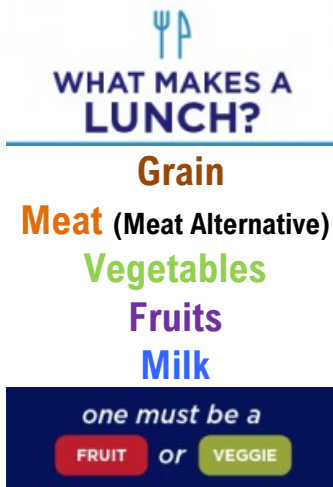 WHAT MAKES A
LUNCH?
Grain
Meat (Meat Alternative)
Vegetables
Fruits
Milk
one must be a
FRUIT or VEGGIE